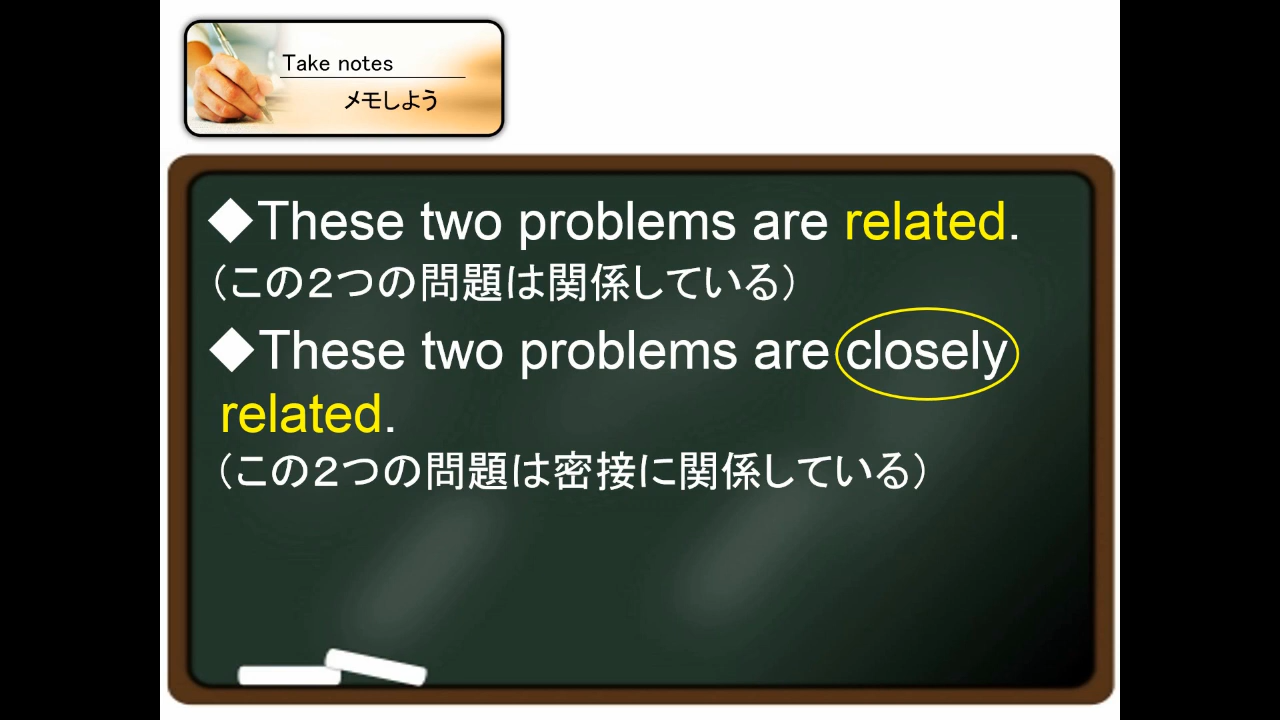 Take notes
メモしよう
◆These two problems are related.
（この２つの問題は関係している）
◆These two problems are closely
related.
（この２つの問題は密接に関係している）